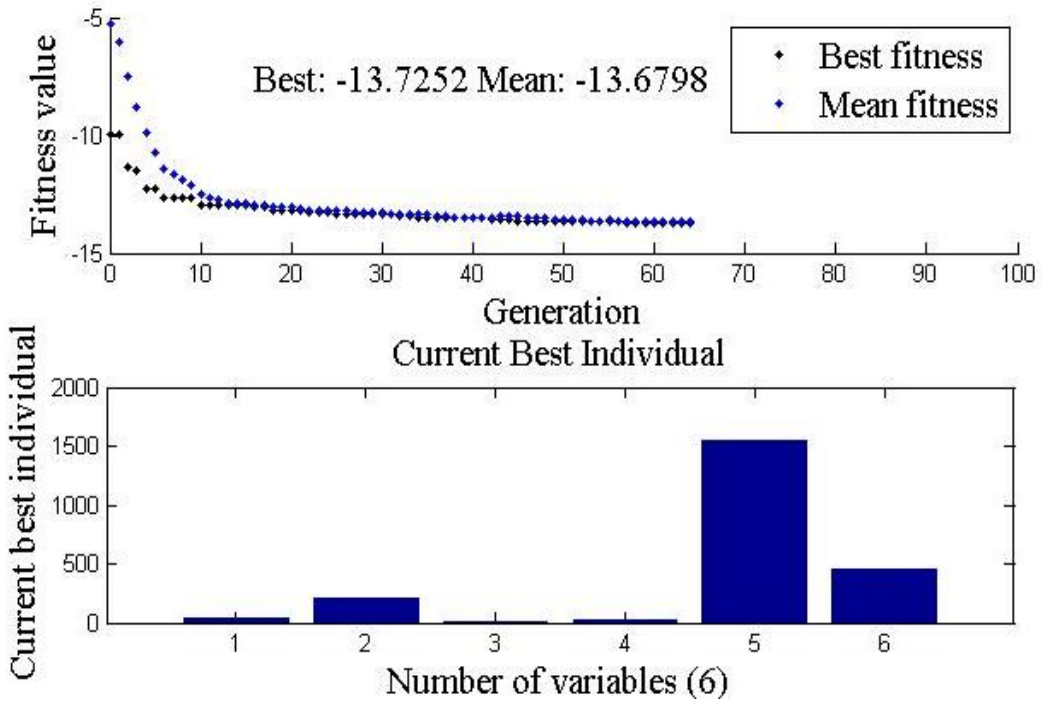 Fitness value
-5
-10
-15
Best: -13.7252 Mean: -13.6798
Best fitness
Mean fitness
0 10 20 30 40 50 60 70 80 90 100
Generation
Current Best Individual
Current best individual
2000
1500
1000
500
0
1 2 3 4 5 6
Number of variables (6)